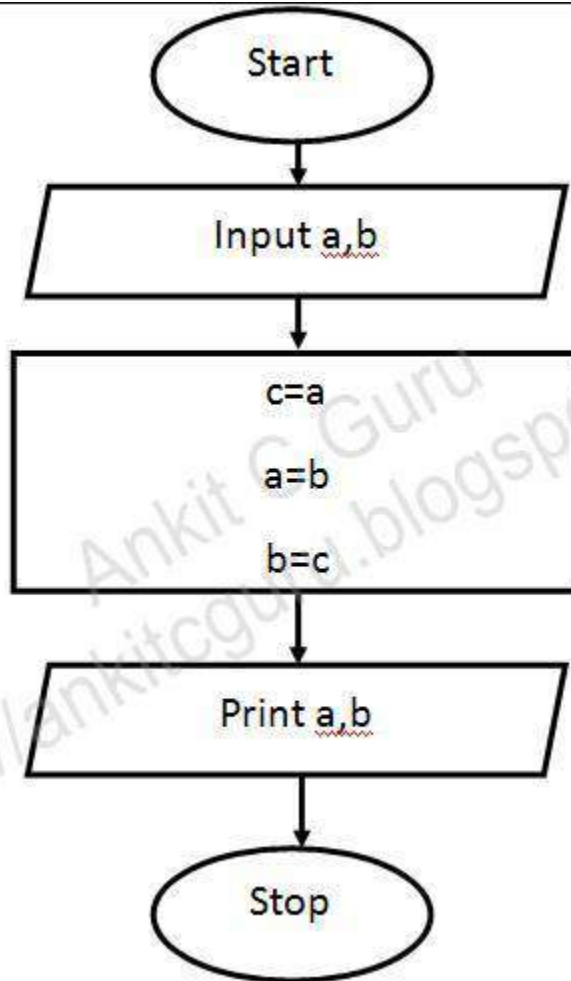 Start
Input a,b
c=a
a=b
b=c
Print a,b
Stop
Ankit C Guru
/ankitcguru.blogsp